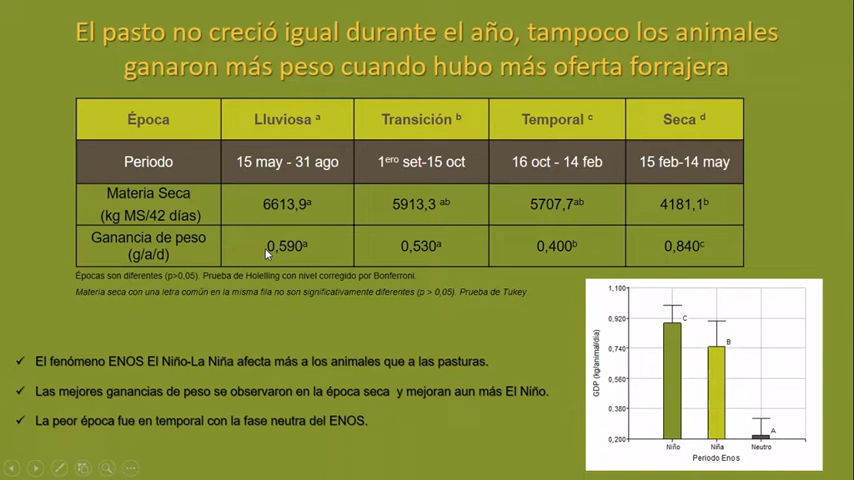 El pasto no creció igual durante el año, tampoco los animales
ganaron más peso cuando hubo más oferta forrajera
Época Lluviosa a Transición b Temporal c Seca d
Periodo 15 may - 31 ago 1ero set-15 oct 16 oct - 14 feb 15 feb-14 may
Materia Seca
(kg MS/42 días) 6613,9a 5913,3 ab 5707,7ab 4181,1b
Ganancia de peso
(g/a/d) 0,590a 0,530a 0,400b 0,840c
Épocas son diferentes (p>0,05). Prueba de Holelling con nivel corregido por Bonferroni.
Materia seca con una letra común en la misma fila no son significativamente diferentes (p > 0,05). Prueba de Tukey
El fenómeno ENOS El Niño-La Niña afecta más a los animales que a las pasturas.
Las mejores ganancias de peso se observaron en la época seca y mejoran aun más El Niño.
La peor época fue en temporal con la fase neutra del ENOS.
1,100
0,920
0,740
0,560
0,380
0,200
GDP (kg/animal/día)
C
B
A
Niño Niña Neutro
Periodo Enos